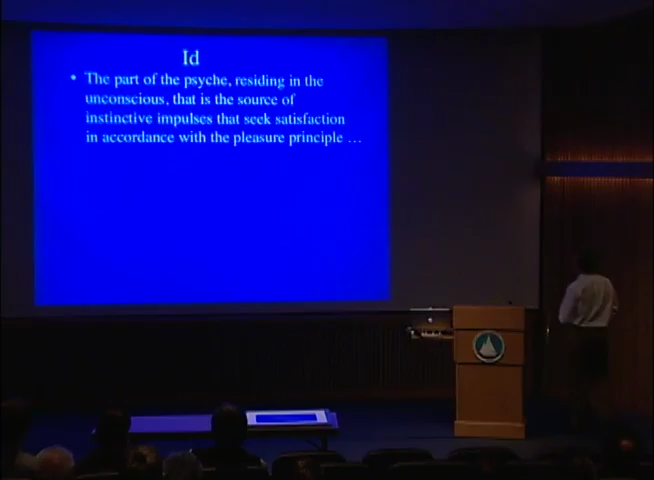 Id
• The part of the psyche, residing in the
unconscious, that is the source of
instinctive impulses that seek satisfaction
in accordance with the pleasure principle …